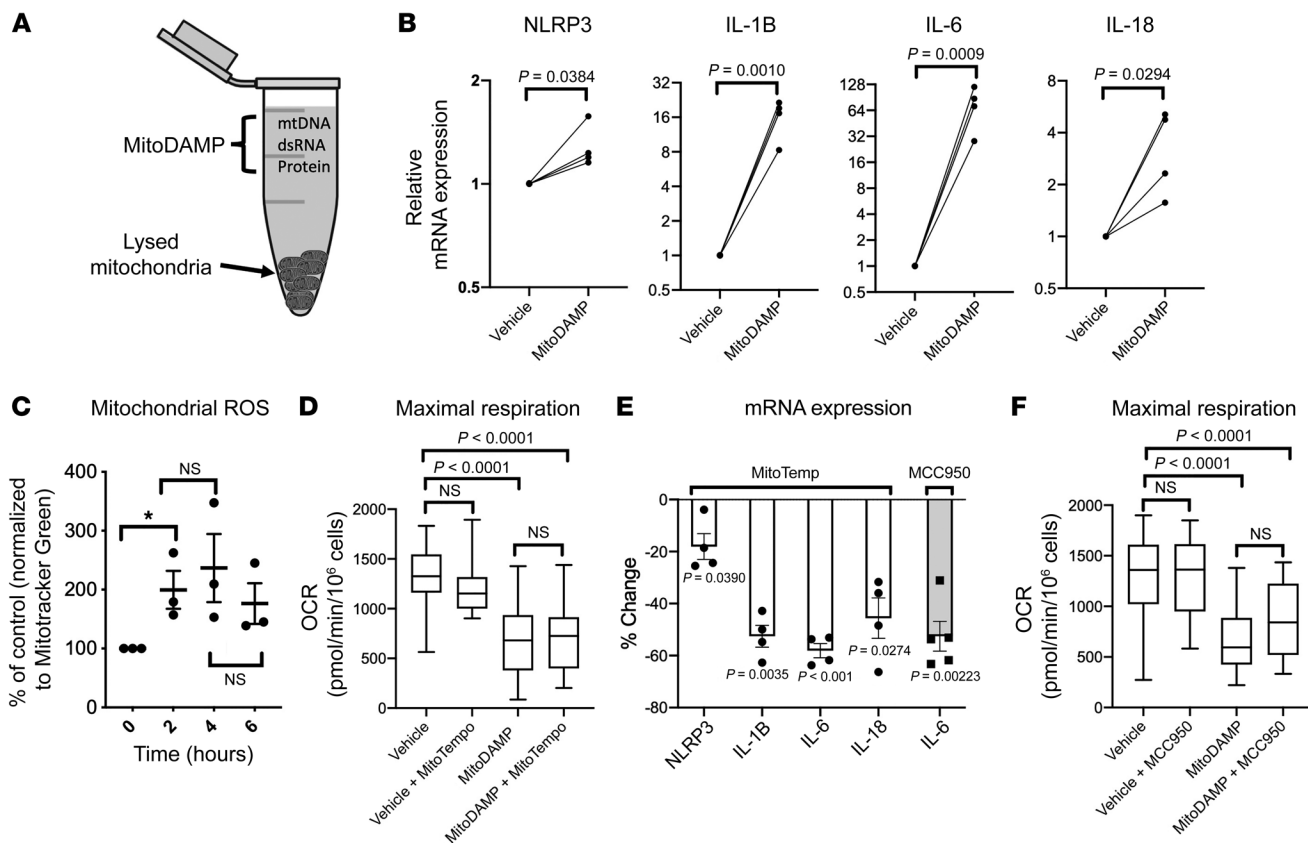 A
MitoDAMP
mtDNA
dsRNA
Protein
Lysed
mitochondria
B
NLRP3
IL-1B
IL-6
IL-18
Relative
mRNA expression
P = 0.0384
2
1
0.5
Vehicle
MitoDAMP
P = 0.0010
32
16
8
4
2
1
0.5
Vehicle
MitoDAMP
P = 0.0009
128
64
32
16
8
4
2
1
0.5
Vehicle
MitoDAMP
P = 0.0294
8
4
2
1
0.5
Vehicle
MitoDAMP
C
Mitochondrial ROS
% of control (normalized
to Mitotracker Green)
400
300
200
100
0
*
NS
NS
0
2
4
6
Time (hours)
D
Maximal respiration
P < 0.0001
P < 0.0001
NS
NS
OCR
(pmol/min/10⁶ cells)
2000
1500
1000
500
0
Vehicle
Vehicle + MitoTempo
MitoDAMP
MitoDAMP + MitoTempo
E
mRNA expression
MitoTemp
MCC950
% Change
0
-20
-40
-60
-80
P = 0.0390
P = 0.0035
P < 0.001
P = 0.0274
P = 0.00223
NLRP3
IL-1B
IL-6
IL-18
IL-6
F
Maximal respiration
P < 0.0001
P < 0.0001
NS
NS
OCR
(pmol/min/10⁶ cells)
2000
1500
1000
500
0
Vehicle
Vehicle + MCC950
MitoDAMP
MitoDAMP + MCC950